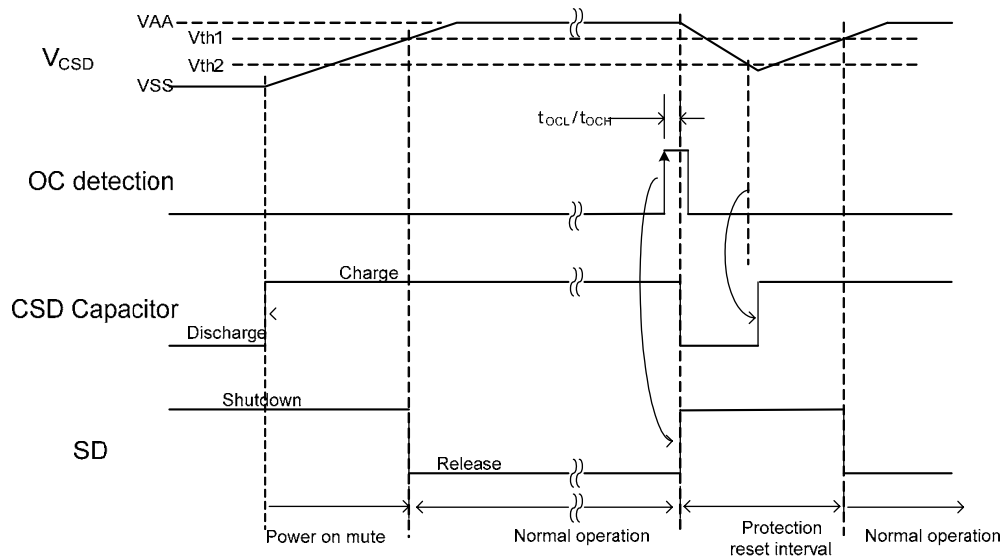 VAA
Vth1
VCSD
Vth2
VSS
tOCL/tOCH
OC detection
Charge
CSD Capacitor
Discharge
Shutdown
SD
Release
Power on mute
Normal operation
Protection
reset interval
Normal operation